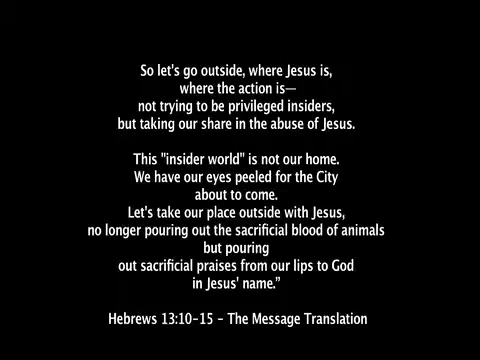 So let's go outside, where Jesus is,
where the action is—
not trying to be privileged insiders,
but taking our share in the abuse of Jesus.
This "insider world" is not our home.
We have our eyes peeled for the City
about to come.
Let's take our place outside with Jesus,
no longer pouring out the sacrificial blood of animals
but pouring
out sacrificial praises from our lips to God
in Jesus' name.”
Hebrews 13:10-15 - The Message Translation